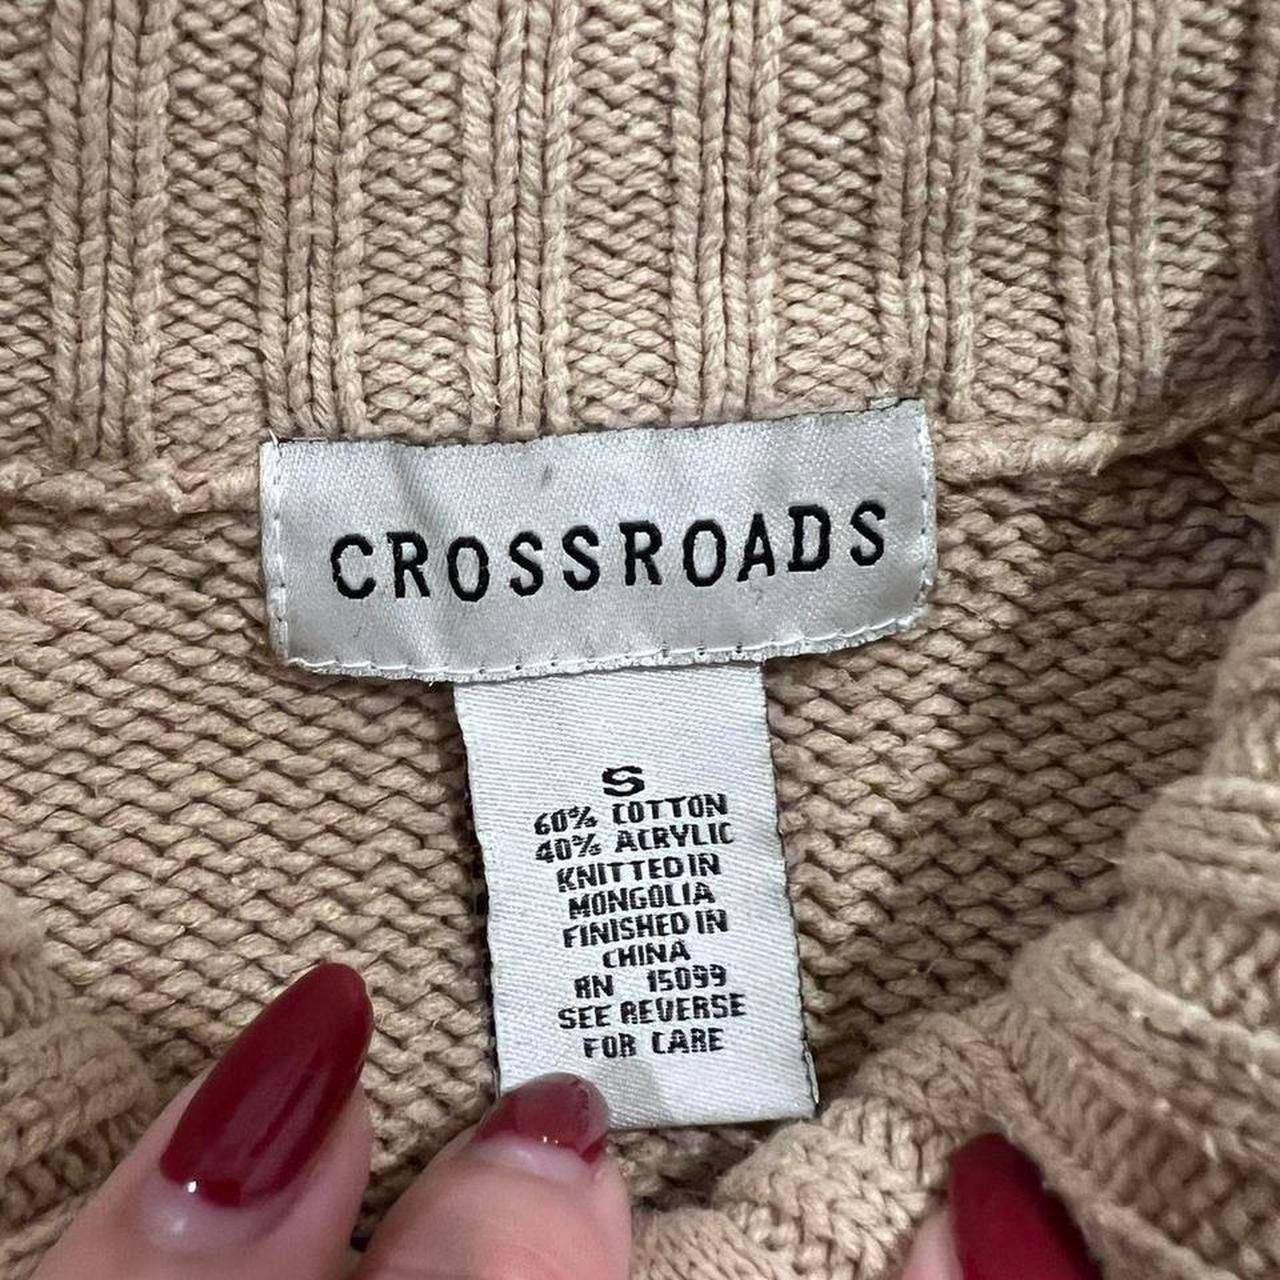 CROSSROADS
S
60% COTTON
40% ACRYLIC
KNITTED IN
MONGOLIA
FINISHED IN
CHINA
RN 15099
SEE REVERSE
FOR CARE